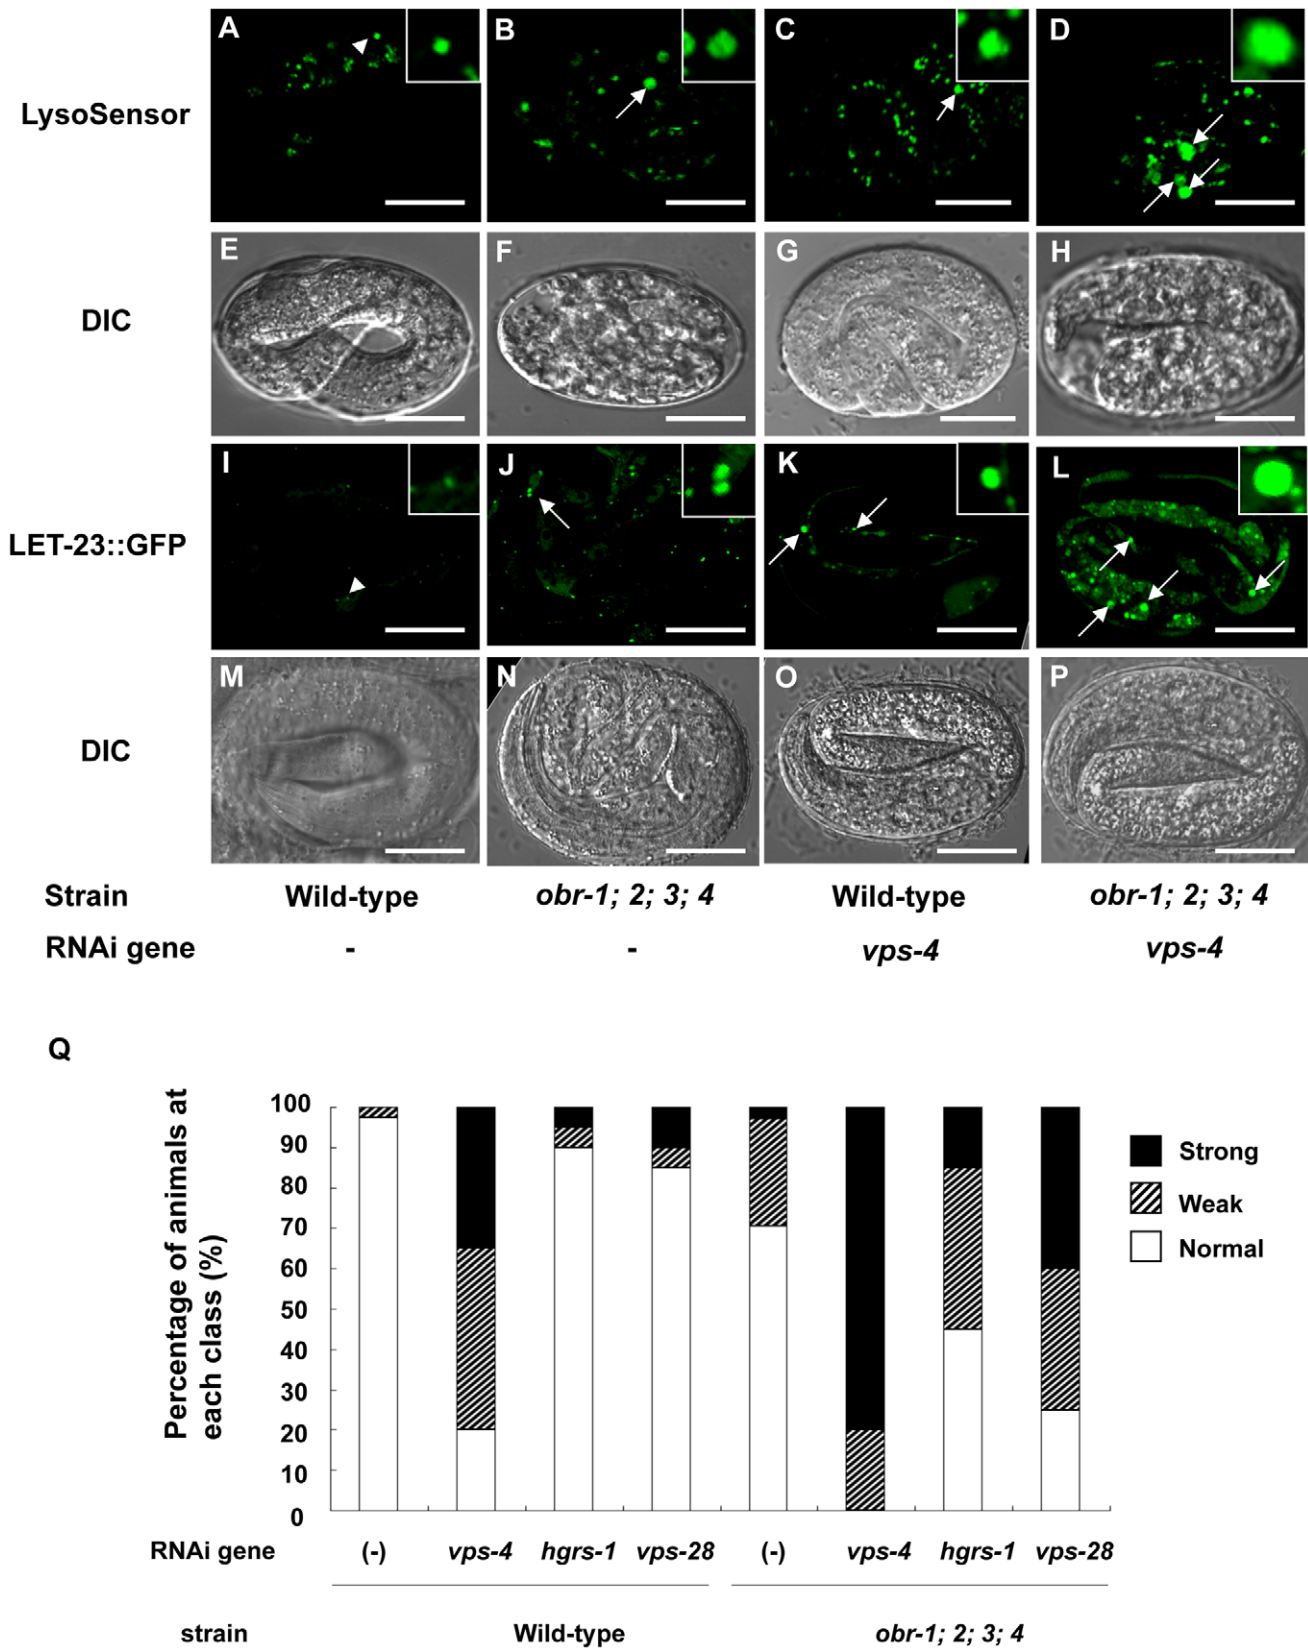 A B C D
LysoSensor
E F G H
DIC
I J K L
LET-23::GFP
M N O P
DIC
Strain Wild-type obr-1; 2; 3; 4 Wild-type obr-1; 2; 3; 4
RNAi gene - - vps-4 vps-4
Q
Percentage of animals at
each class (%)
100
90
80
70
60
50
40
30
20
10
0
Strong
Weak
Normal
RNAi gene (-) vps-4 hgrs-1 vps-28 (-) vps-4 hgrs-1 vps-28
strain Wild-type obr-1; 2; 3; 4